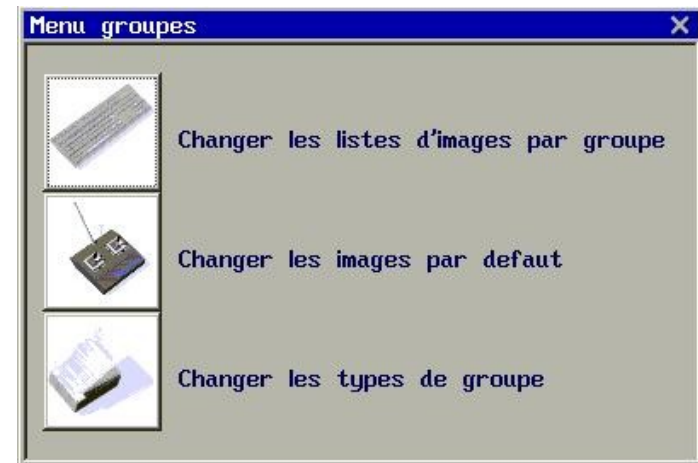 Menu groupes
Changer les listes d'images par groupe
Changer les images par defaut
Changer les types de groupe